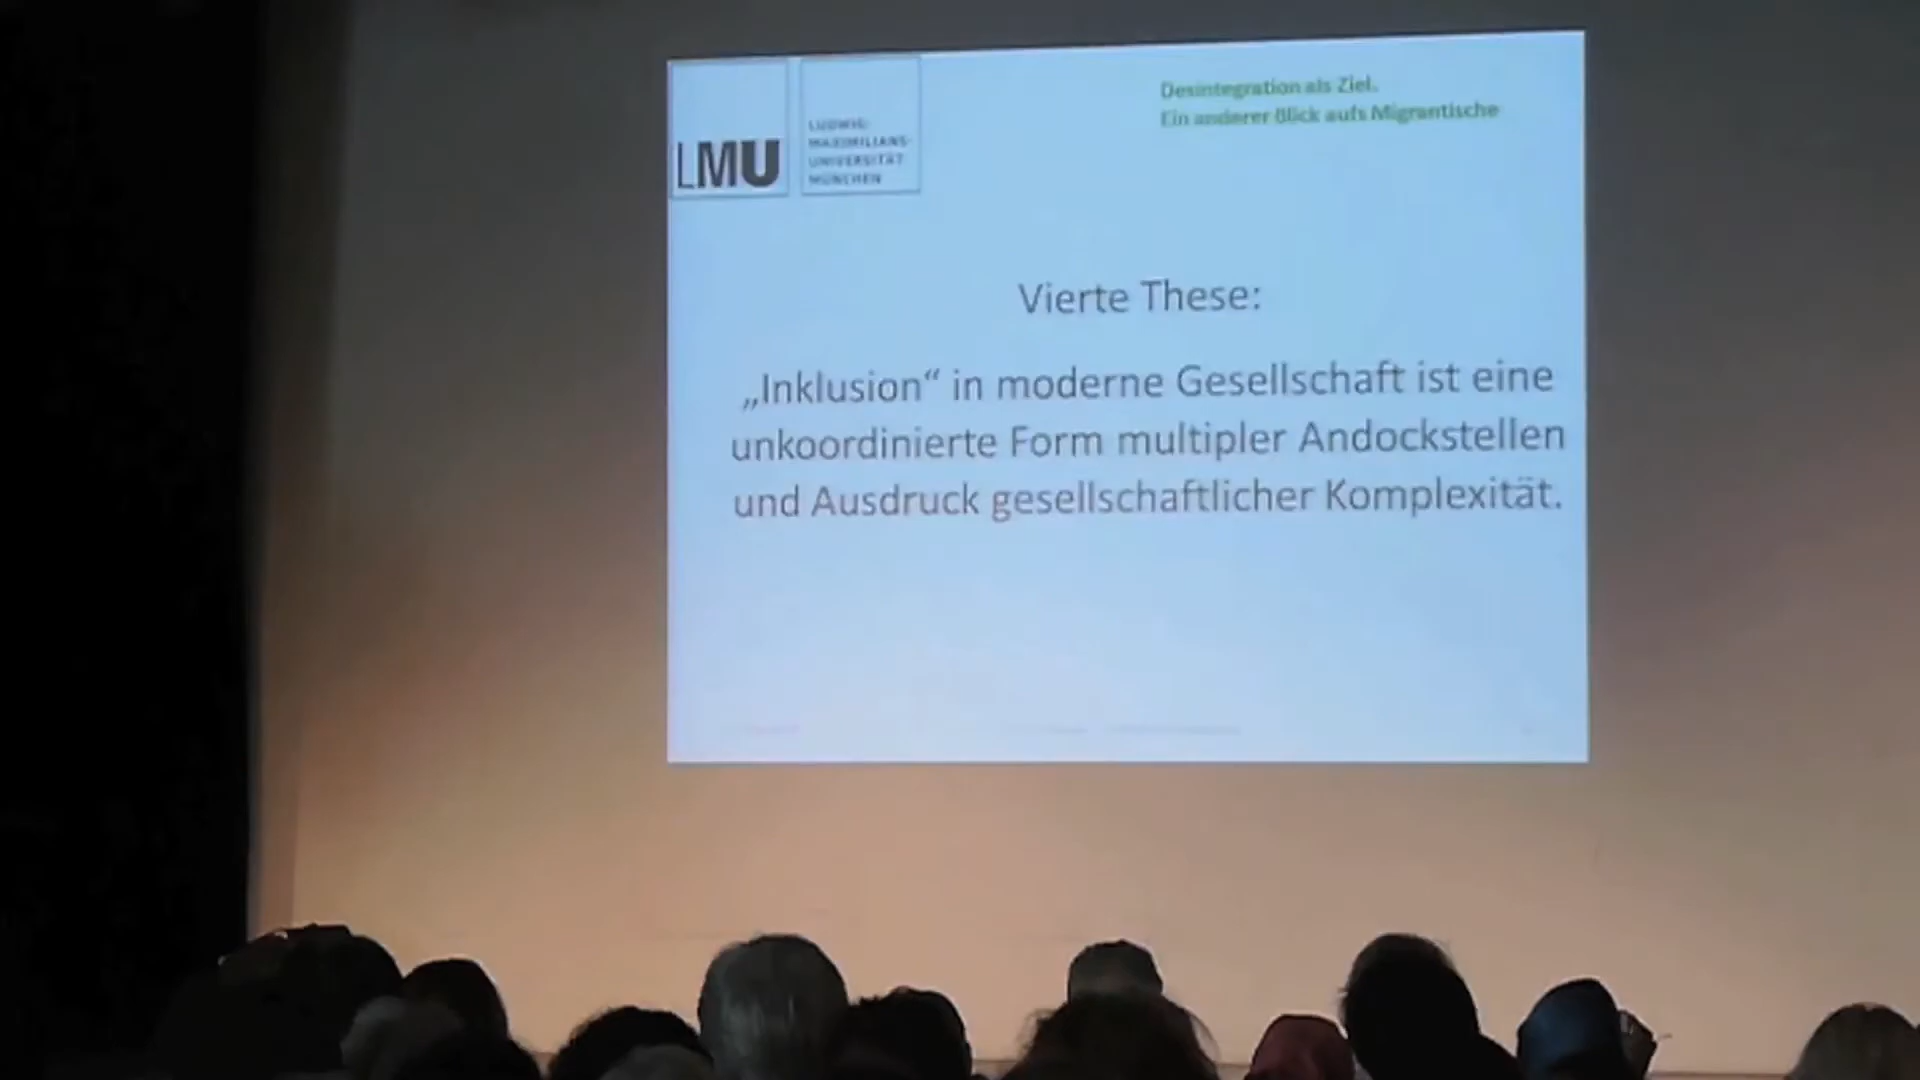 LMU
LUDWIG-
MAXIMILIANS-
UNIVERSITÄT
MÜNCHEN
Desintegration als Ziel.
Ein anderer Blick aufs Migrantische
Vierte These:
„Inklusion“ in moderne Gesellschaft ist eine
unkoordinierte Form multipler Andockstellen
und Ausdruck gesellschaftlicher Komplexität.